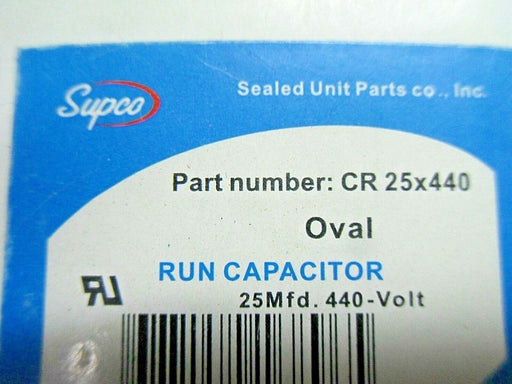 Supco
Sealed Unit Parts co., Inc.
Part number: CR 25x440
Oval
RUN CAPACITOR
25Mfd. 440-Volt